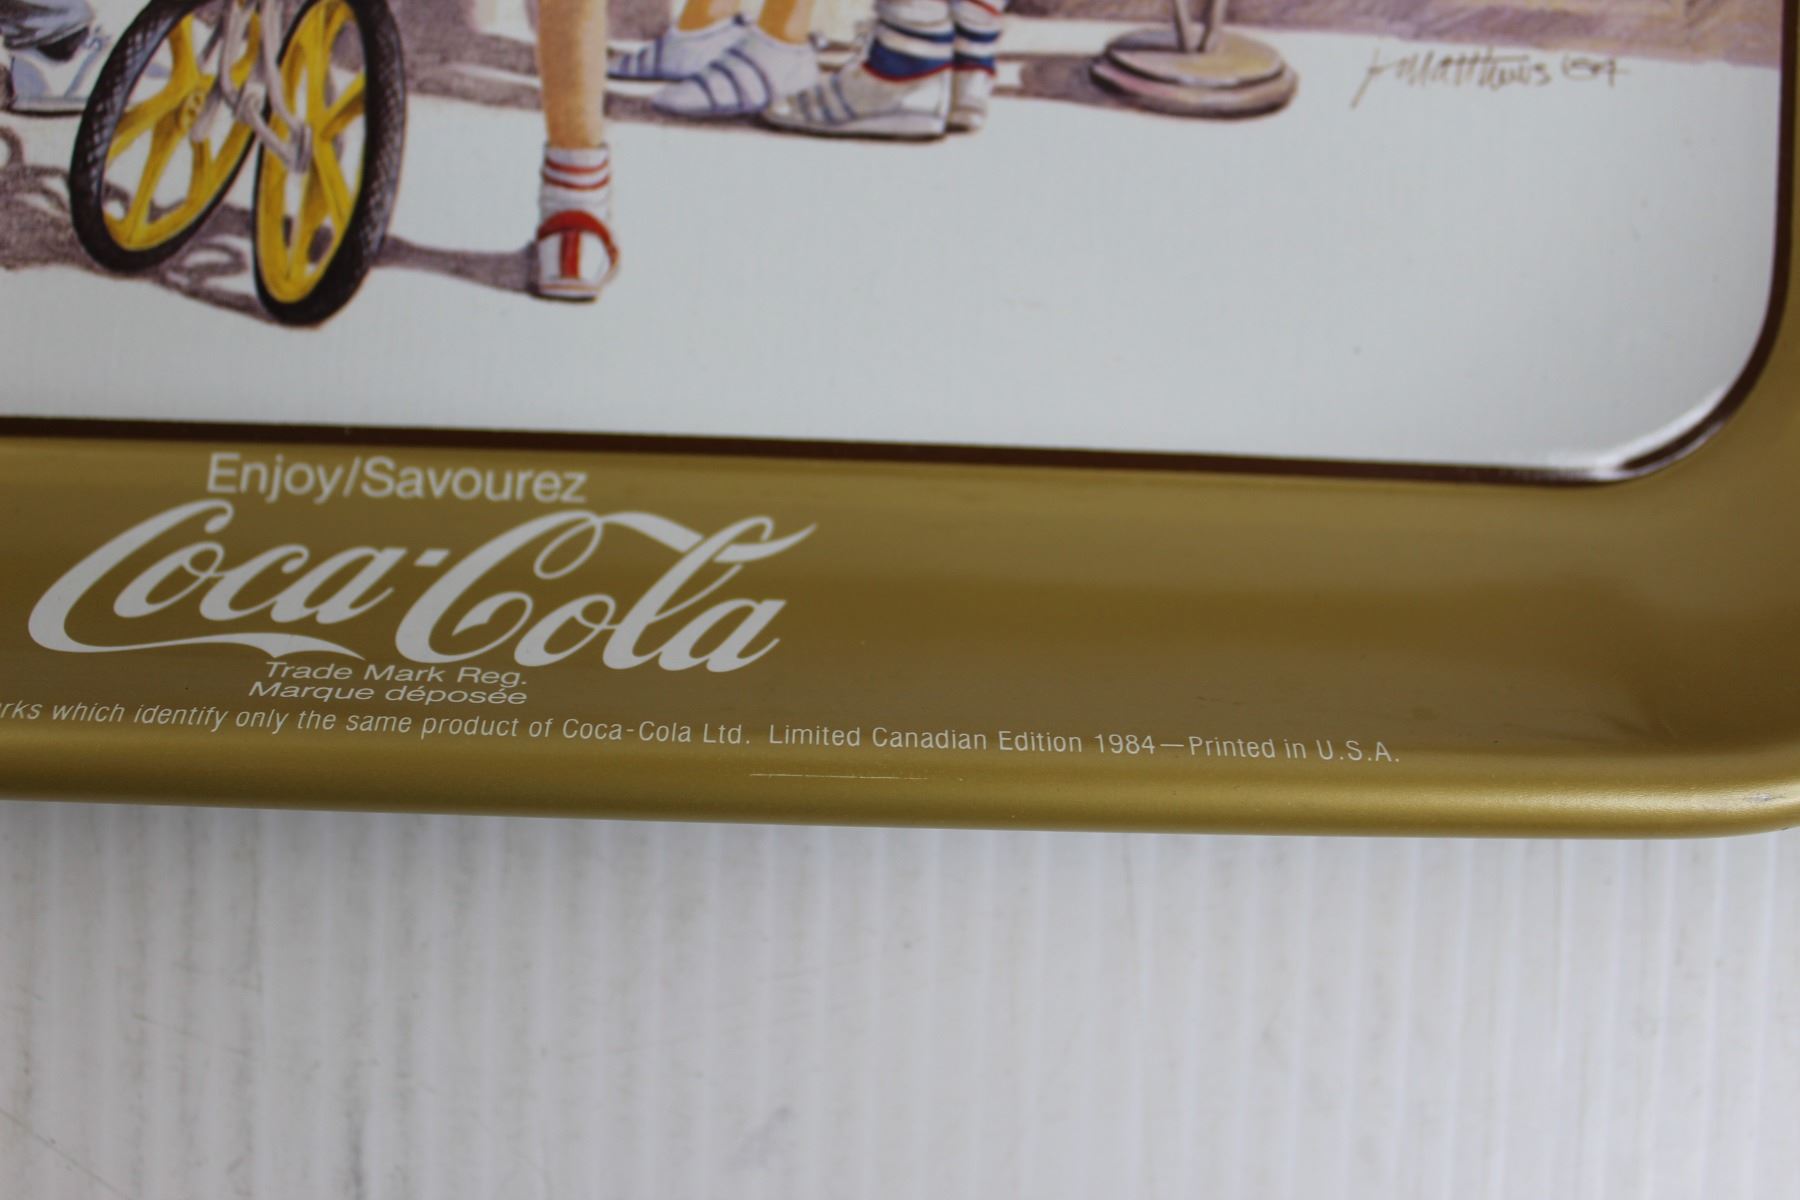 Matthews
Enjoy/Savourez
Coca-Cola
Trade Mark Reg.
Marque déposée
which identify only the same product of Coca-Cola Ltd. Limited Canadian Edition 1984—Printed in U.S.A.